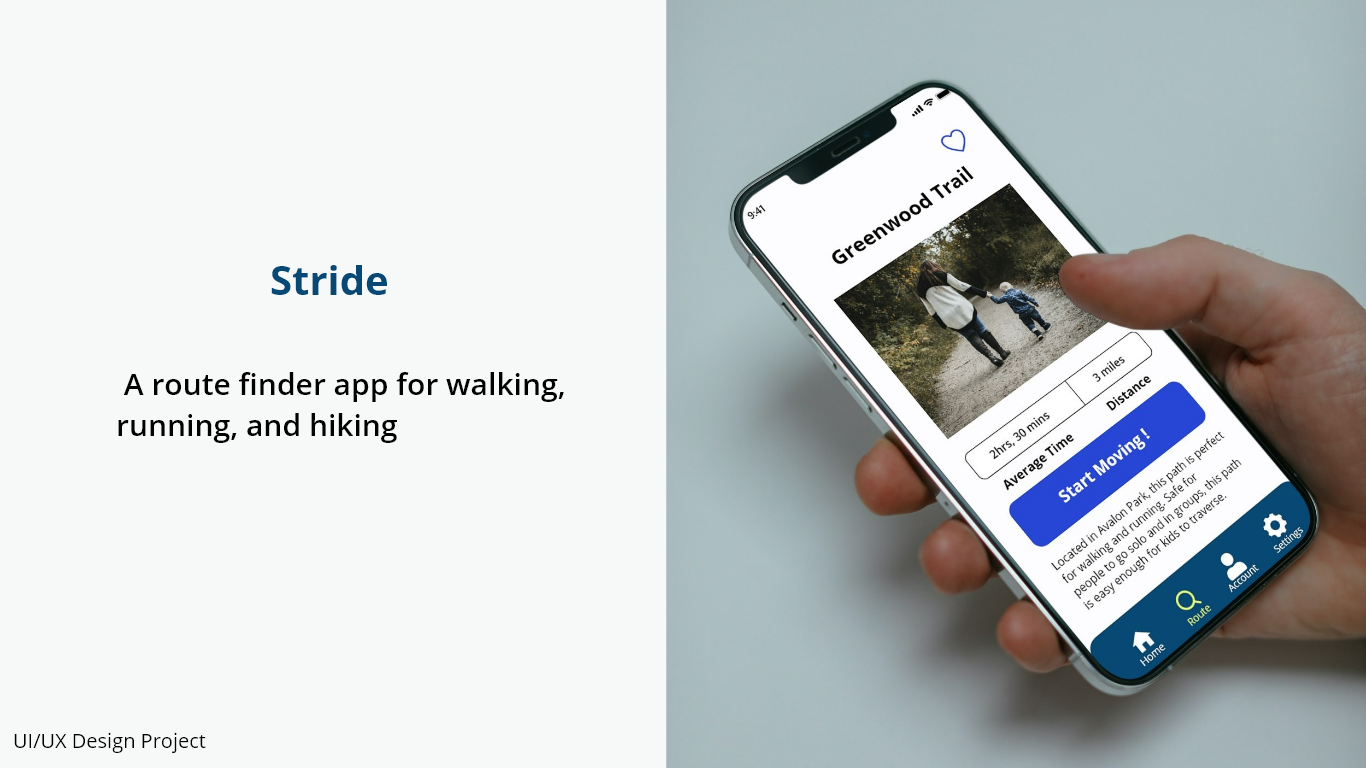 Stride
A route finder app for walking,
running, and hiking
UI/UX Design Project
9:41
Greenwood Trail
2hrs, 30 mins
3 miles
Average Time
Distance
Start Moving !
Located in Avalon Park, this path is perfect
for walking and running. Safe for
people to go solo and in groups, this path
is easy enough for kids to traverse.
Home
Route
Account
Settings